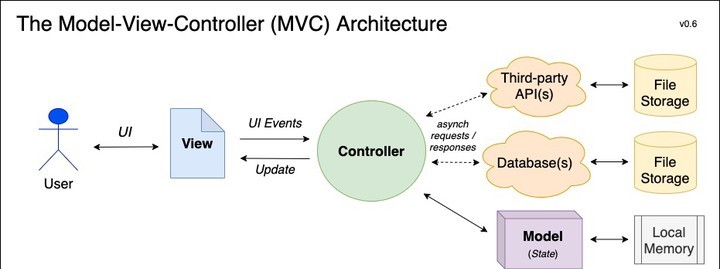 The Model-View-Controller (MVC) Architecture
v0.6
UI
User
View
UI Events
Update
Controller
asynch
requests /
responses
Third-party
API(s)
File
Storage
Database(s)
File
Storage
Model
(State)
Local
Memory